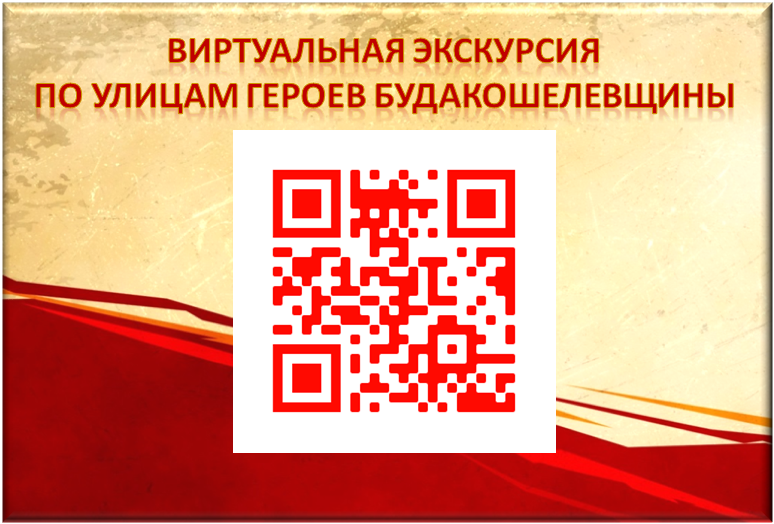 ВИРТУАЛЬНАЯ ЭКСКУРСИЯ
ПО УЛИЦАМ ГЕРОЕВ БУДАКОШЕЛЕВЩИНЫ